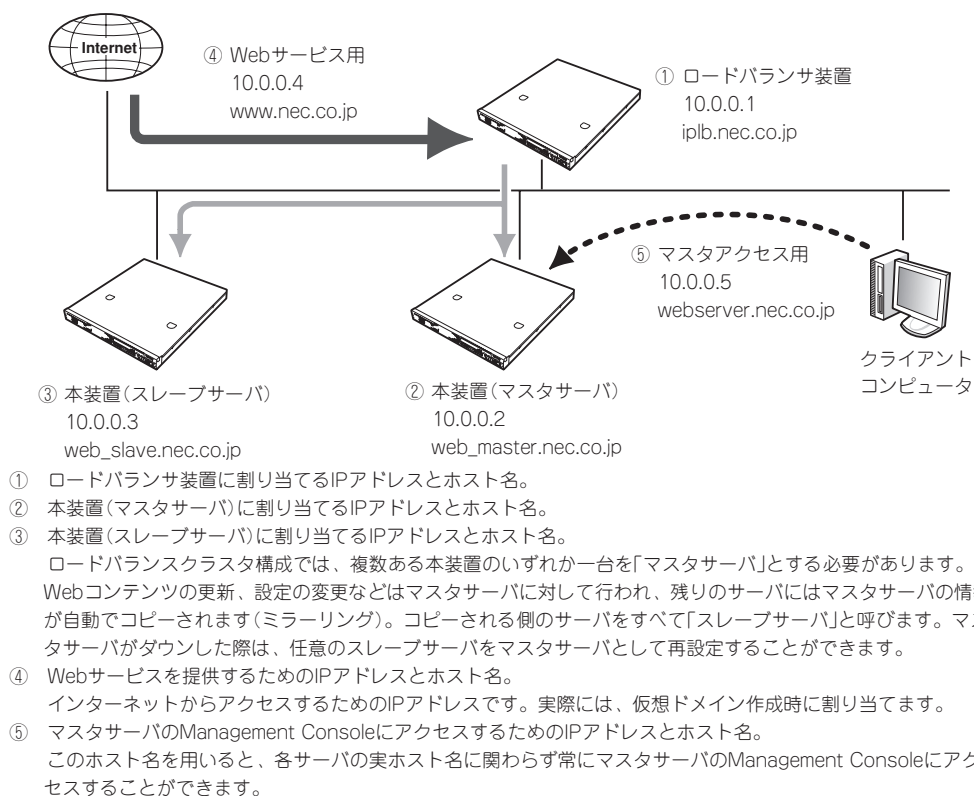 Internet
④ Webサービス用
10.0.0.4
www.nec.co.jp
① ロードバランサ装置
10.0.0.1
iplb.nec.co.jp
⑤ マスタアクセス用
10.0.0.5
webserver.nec.co.jp
クライアント
コンピュータ
③ 本装置(スレーブサーバ)
10.0.0.3
web_slave.nec.co.jp
② 本装置(マスタサーバ)
10.0.0.2
web_master.nec.co.jp
① ロードバランサ装置に割り当てるIPアドレスとホスト名。
② 本装置(マスタサーバ)に割り当てるIPアドレスとホスト名。
③ 本装置(スレーブサーバ)に割り当てるIPアドレスとホスト名。
ロードバランスクラスタ構成では、複数ある本装置のいずれか一台を「マスタサーバ」とする必要があります。
Webコンテンツの更新、設定の変更などはマスタサーバに対して行われ、残りのサーバにはマスタサーバの情
が自動でコピーされます(ミラーリング)。コピーされる側のサーバをすべて「スレーブサーバ」と呼びます。マ
タサーバがダウンした際は、任意のスレーブサーバをマスタサーバとして再設定することができます。
④ Webサービスを提供するためのIPアドレスとホスト名。
インターネットからアクセスするためのIPアドレスです。実際には、仮想ドメイン作成時に割り当てます。
⑤ マスタサーバのManagement ConsoleにアクセスするためのIPアドレスとホスト名。
このホスト名を用いると、各サーバの実ホスト名に関わらず常にマスタサーバのManagement Consoleにアク
セスすることができます。